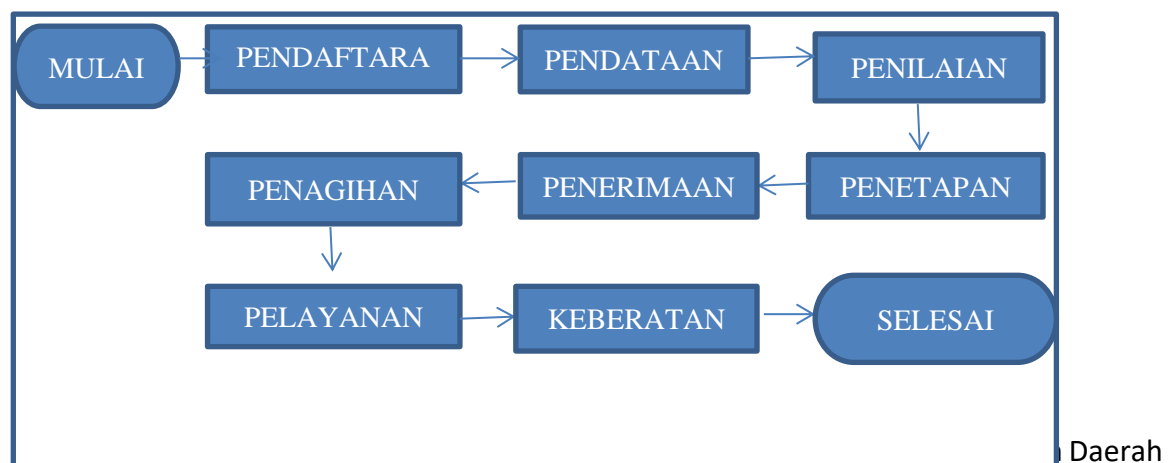 MULAI
PENDAFTARA
PENDATAAN
PENILAIAN
PENETAPAN
PENERIMAAN
PENAGIHAN
PELAYANAN
KEBERATAN
SELESAI
Daerah